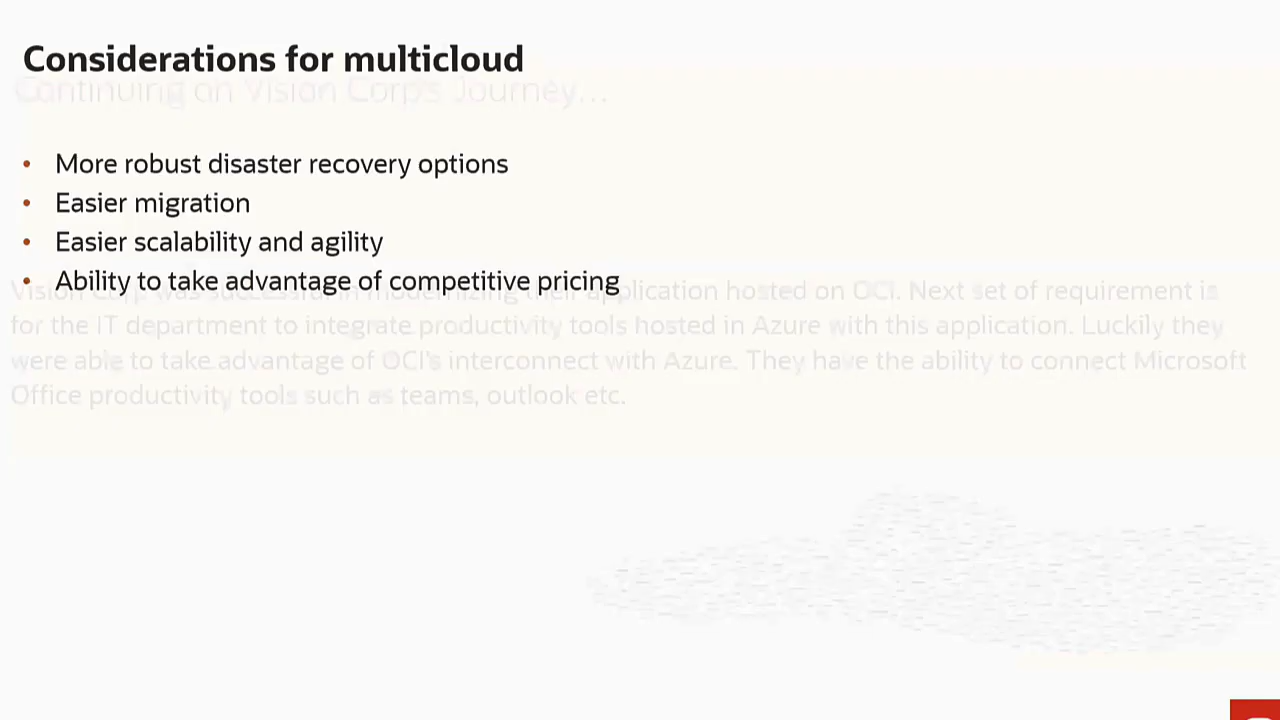 Considerations for multicloud
Continuing on Vision Corp's Journey...
• More robust disaster recovery options
• Easier migration
• Easier scalability and agility
• Ability to take advantage of competitive pricing
Vision Corp was successful in modernizing their application hosted on OCI. Next set of requirement is
for the IT department to integrate productivity tools hosted in Azure with this application. Luckily they
were able to take advantage of OCI's interconnect with Azure. They have the ability to connect Microsoft
Office productivity tools such as teams, outlook etc.